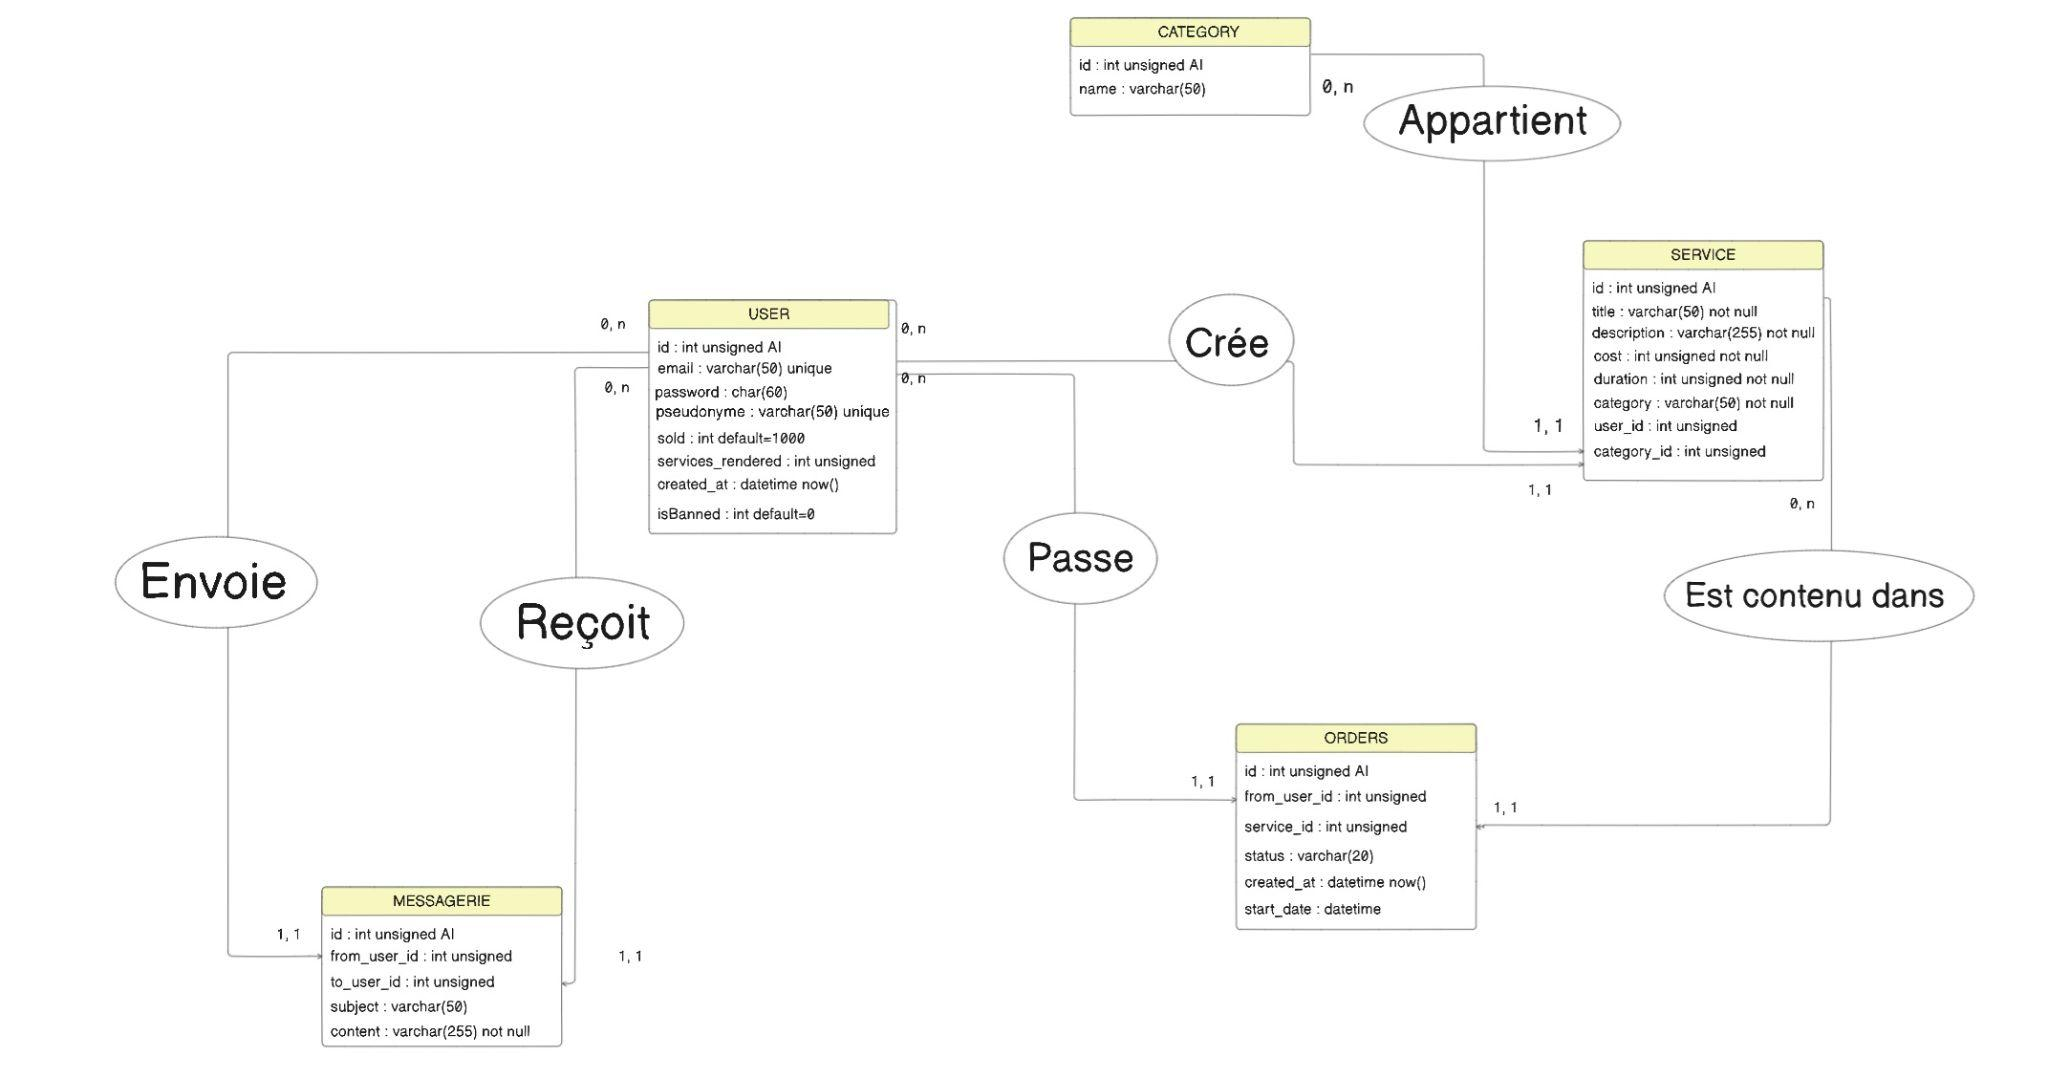 CATEGORY
id : int unsigned AI
name : varchar(50)
0, n
Appartient
SERVICE
id : int unsigned AI
title : varchar(50) not null
description : varchar(255) not null
cost : int unsigned not null
duration : int unsigned not null
category : varchar(50) not null
user_id : int unsigned
category_id : int unsigned
1, 1
1, 1
0, n
USER
id : int unsigned AI
email : varchar(50) unique
password : char(60)
pseudonyme : varchar(50) unique
sold : int default=1000
services_rendered : int unsigned
created_at : datetime now()
isBanned : int default=0
0, n
0, n
0, n
0, n
Crée
Passe
Envoie
Reçoit
Est contenu dans
ORDERS
id : int unsigned AI
from_user_id : int unsigned
service_id : int unsigned
status : varchar(20)
created_at : datetime now()
start_date : datetime
1, 1
1, 1
MESSAGERIE
id : int unsigned AI
from_user_id : int unsigned
to_user_id : int unsigned
subject : varchar(50)
content : varchar(255) not null
1, 1
1, 1